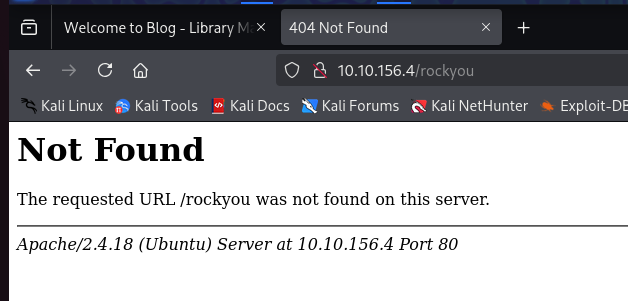 Welcome to Blog - Library M
404 Not Found
10.10.156.4/rockyou
Kali Linux
Kali Tools
Kali Docs
Kali Forums
Kali NetHunter
Exploit-DB
Not Found
The requested URL /rockyou was not found on this server.
Apache/2.4.18 (Ubuntu) Server at 10.10.156.4 Port 80